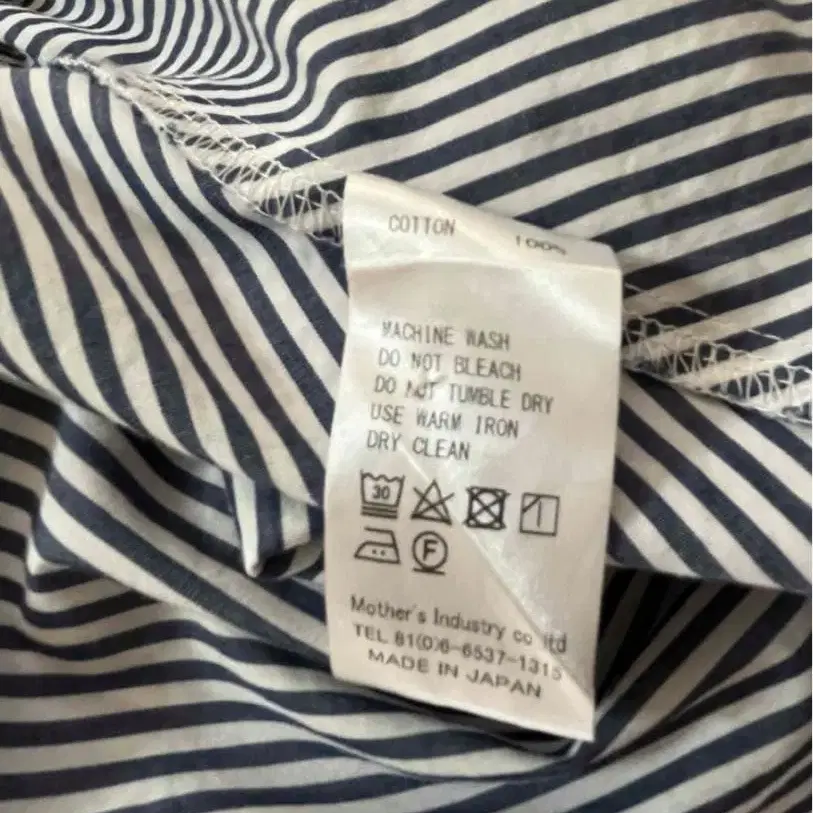 COTTON 100%
MACHINE WASH
DO NOT BLEACH
DO NOT TUMBLE DRY
USE WARM IRON
DRY CLEAN
30
F
Mother's Industry co ltd
TEL 81(0)6-6537-1315
MADE IN JAPAN